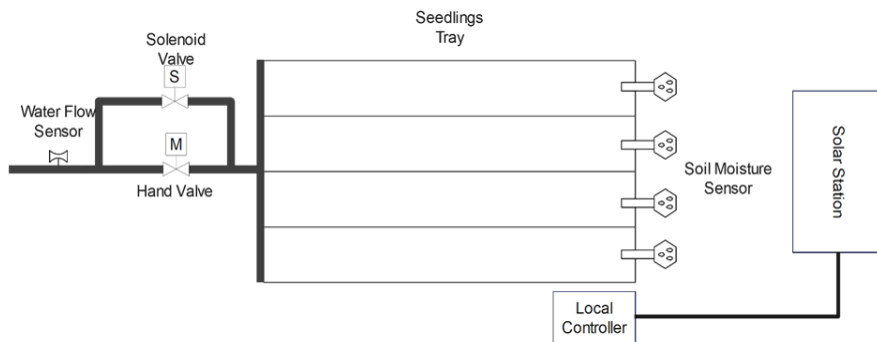 Seedlings
Tray
Solenoid
Valve
S
Water Flow
Sensor
M
Hand Valve
Soil Moisture
Sensor
Solar Station
Local
Controller